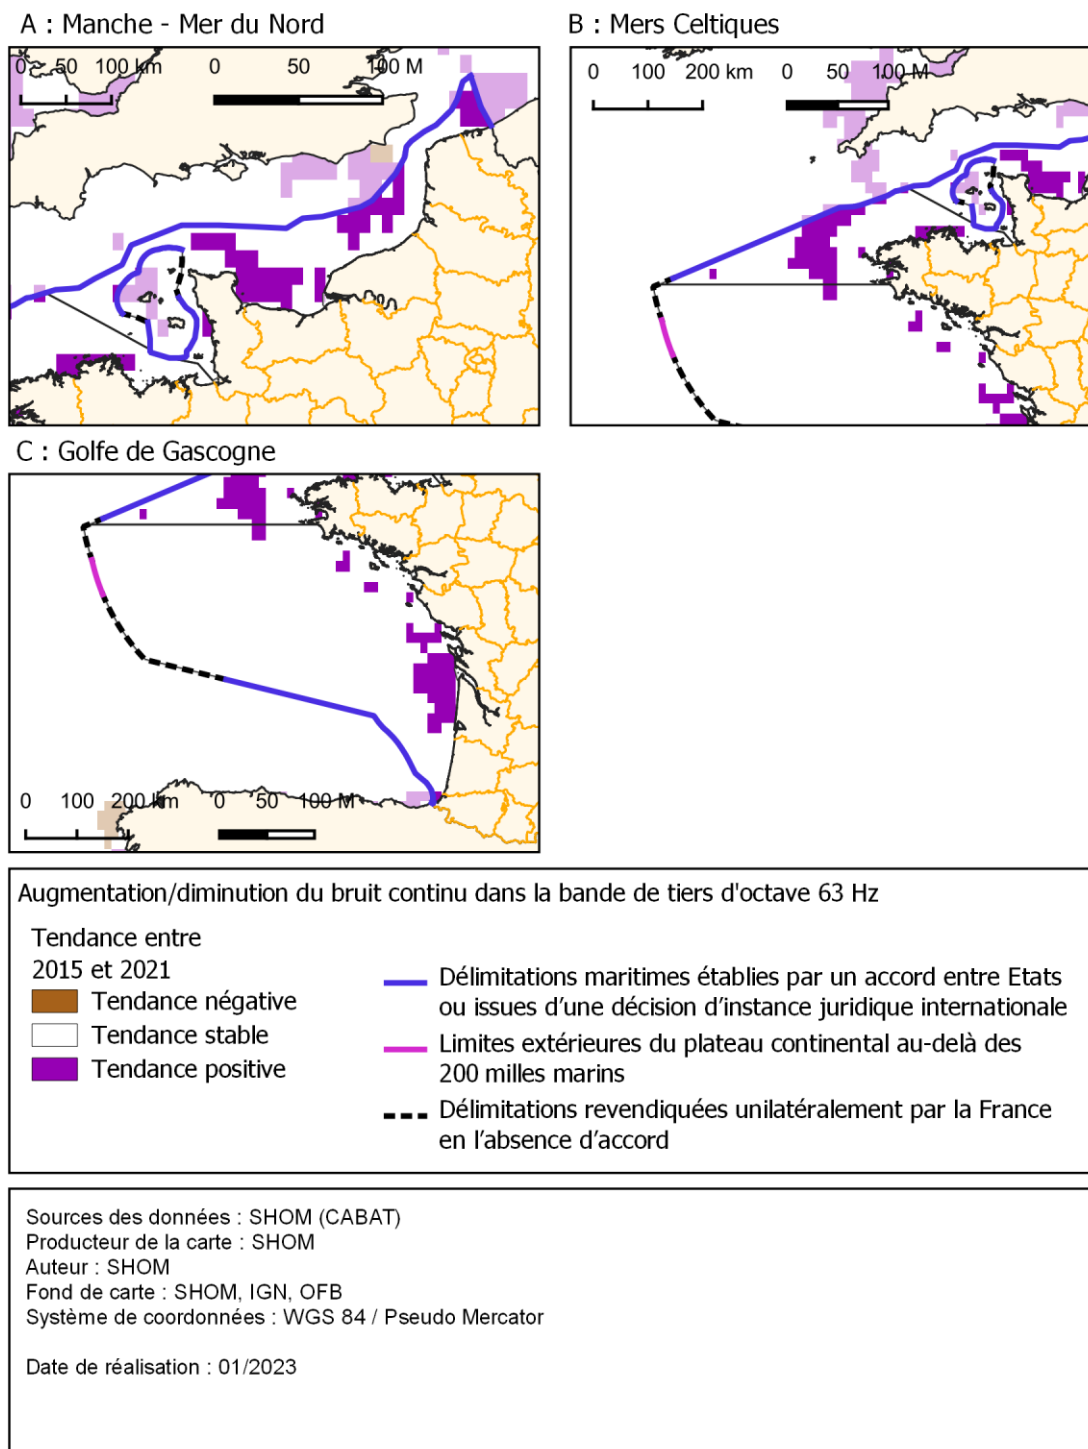 A : Manche - Mer du Nord
0 50 100 km
0 50 100 M
B : Mers Celtiques
0 100 200 km
0 50 100 M
C : Golfe de Gascogne
0 100 200 km
0 50 100 M
Augmentation/diminution du bruit continu dans la bande de tiers d'octave 63 Hz
Tendance entre
2015 et 2021
Tendance négative
Tendance stable
Tendance positive
Délimitations maritimes établies par un accord entre Etats
ou issues d’une décision d’instance juridique internationale
Limites extérieures du plateau continental au-delà des
200 milles marins
Délimitations revendiquées unilatéralement par la France
en l’absence d’accord
Sources des données : SHOM (CABAT)
Producteur de la carte : SHOM
Auteur : SHOM
Fond de carte : SHOM, IGN, OFB
Système de coordonnées : WGS 84 / Pseudo Mercator
Date de réalisation : 01/2023